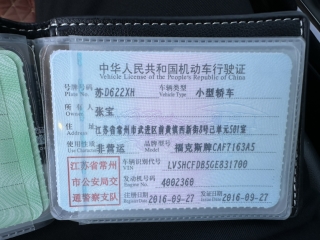 中华人民共和国机动车行驶证
Vehicle License of the People's Republic of China
号牌号码 苏D6ZZXH 车辆类型 小型轿车
Plate No. Vehicle Type
所有人 张宝
Owner
住址 江苏省常州市武进区前黄镇西新街8号乙单元501室
Address
使用性质 非营运 品牌型号 福克斯牌CAF7163A5
Use Character Model
江苏省常州市公安局交通警察支队
车辆识别代号 LVSHCFDB5GE831700
VIN
发动机号码 4002360
Engine No.
注册日期 2016-09-27 发证日期 2016-09-27
Register Date Issue Date